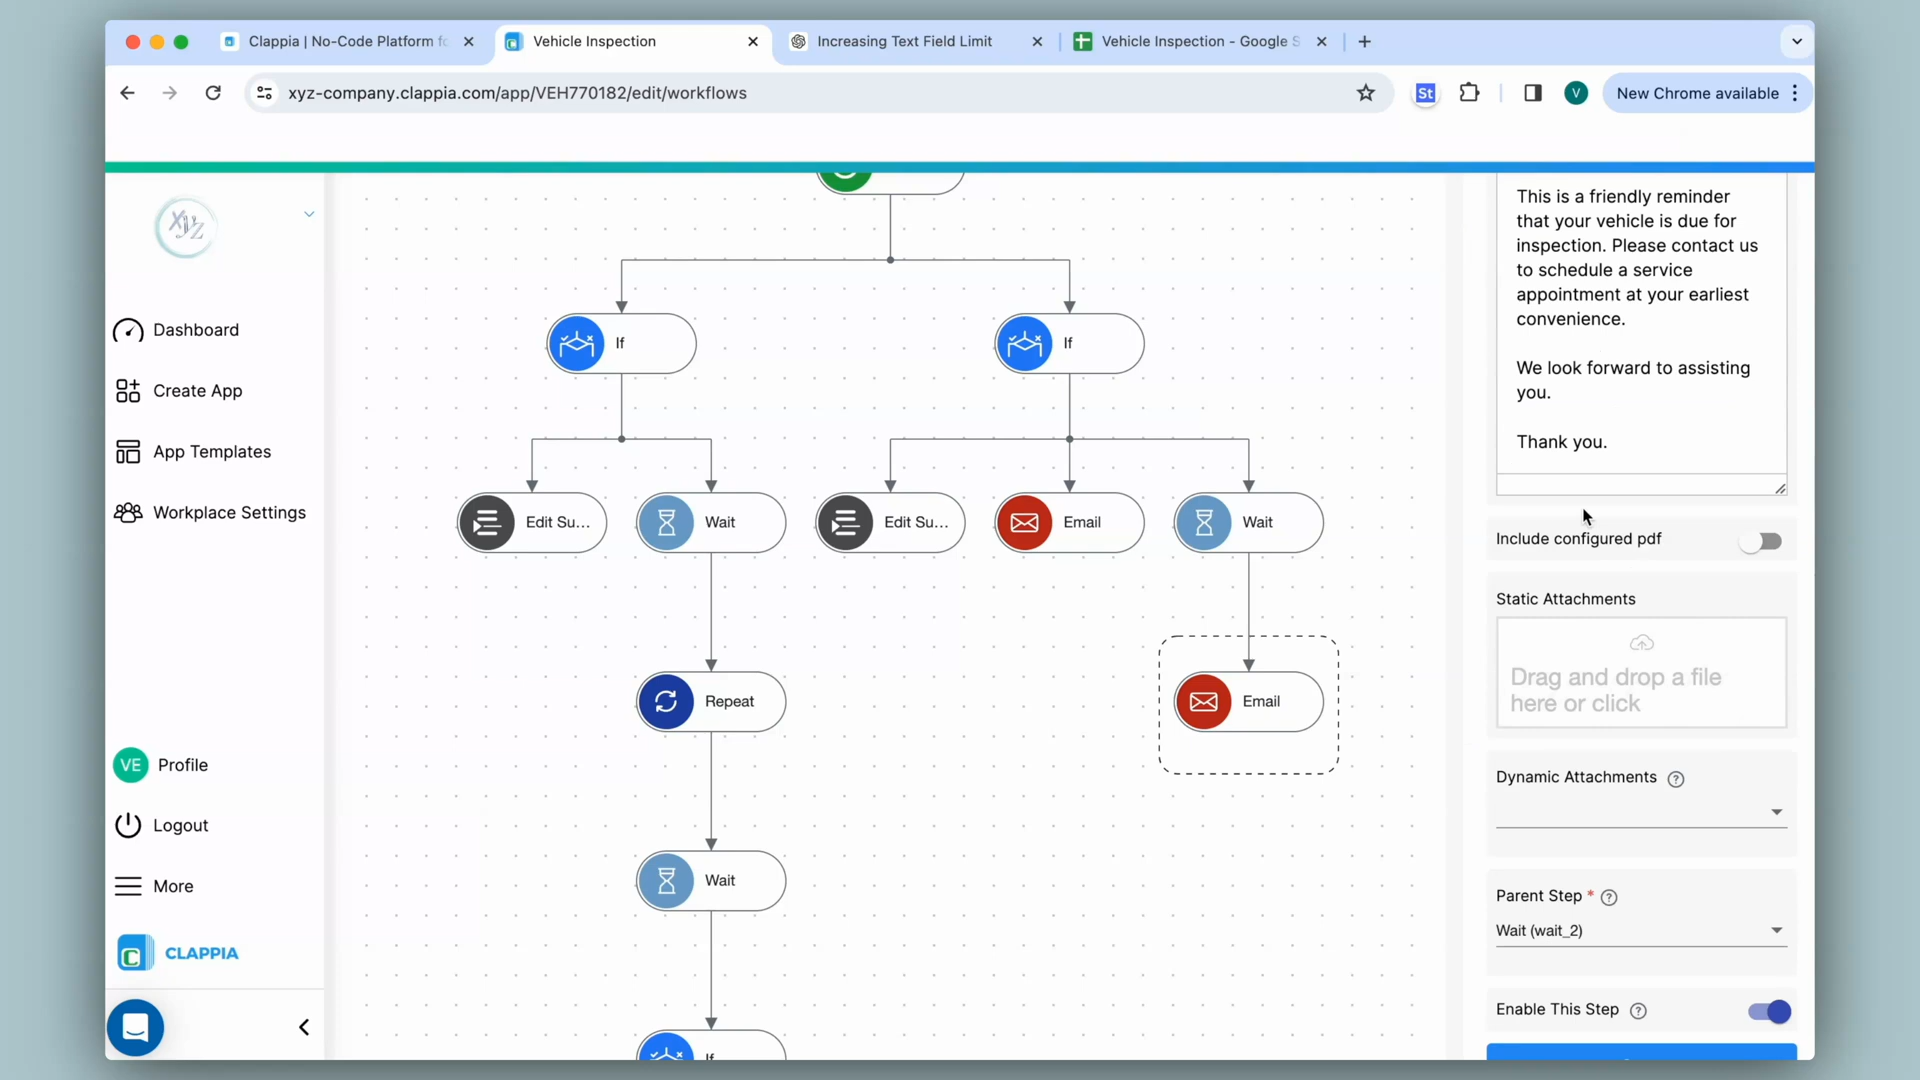 Clappia | No-Code Platform fo
Vehicle Inspection
Increasing Text Field Limit
Vehicle Inspection - Google S
xyz-company.clappia.com/app/VEH770182/edit/workflows
St
V
New Chrome available
XYZ
Dashboard
Create App
App Templates
Workplace Settings
VE Profile
Logout
More
CLAPPIA
If
If
Edit Su...
Wait
Edit Su...
Email
Wait
Repeat
Email
Wait
If
This is a friendly reminder
that your vehicle is due for
inspection. Please contact us
to schedule a service
appointment at your earliest
convenience.
We look forward to assisting
you.
Thank you.
Include configured pdf
Static Attachments
Drag and drop a file
here or click
Dynamic Attachments ?
Parent Step * ?
Wait (wait_2)
Enable This Step ?